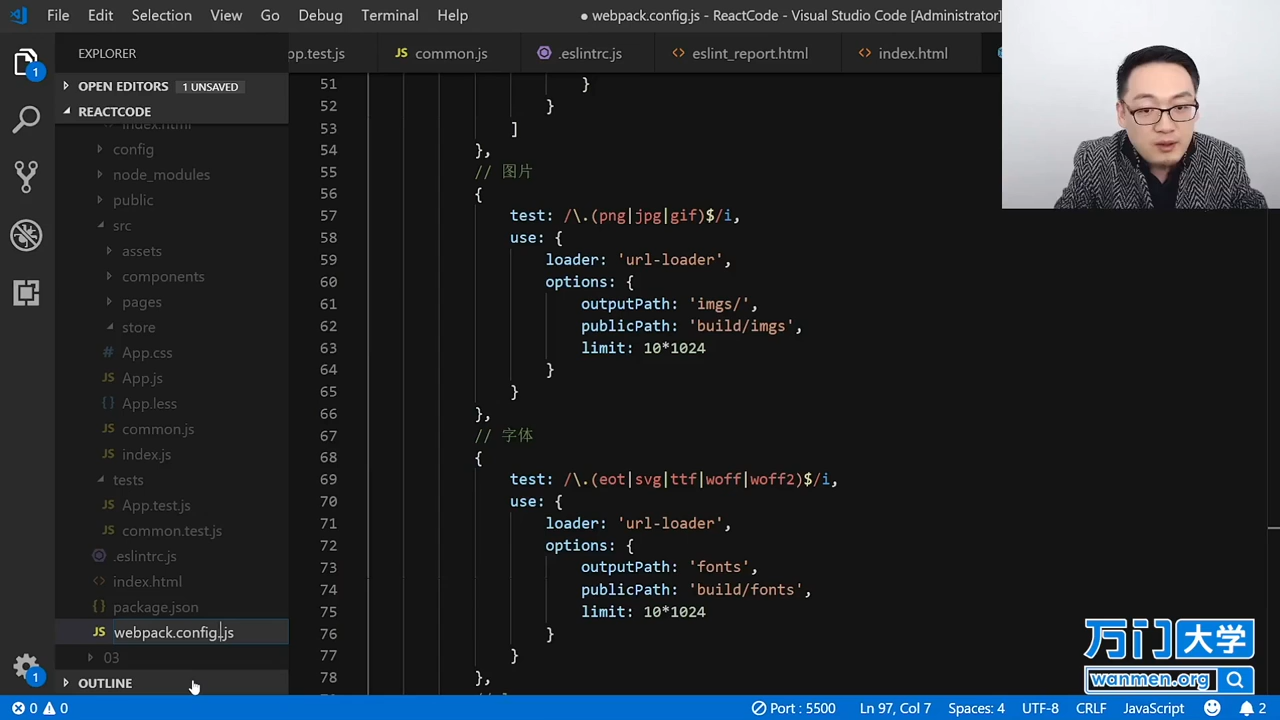 File Edit Selection View Go Debug Terminal Help
● webpack.config.js - ReactCode - Visual Studio Code [Administrator]
EXPLORER
OPEN EDITORS 1 UNSAVED
REACTCODE
index.html
config
node_modules
public
src
assets
components
pages
store
App.css
App.js
App.less
common.js
index.js
tests
App.test.js
common.test.js
.eslintrc.js
index.html
package.json
webpack.config.js
03
OUTLINE
pp.test.js
common.js
.eslintrc.js
eslint_report.html
index.html
51 }
52 }
53 ]
54 },
55 // 图片
56 {
57 test: /\.(png|jpg|gif)$/i,
58 use: {
59 loader: 'url-loader',
60 options: {
61 outputPath: 'imgs/',
62 publicPath: 'build/imgs',
63 limit: 10*1024
64 }
65 }
66 },
67 // 字体
68 {
69 test: /\.(eot|svg|ttf|woff|woff2)$/i,
70 use: {
71 loader: 'url-loader',
72 options: {
73 outputPath: 'fonts',
74 publicPath: 'build/fonts',
75 limit: 10*1024
76 }
77 }
78 },
万门大学
wanmen.org
1
1
0 0
Port : 5500
Ln 97, Col 7
Spaces: 4
UTF-8
CRLF
JavaScript
2